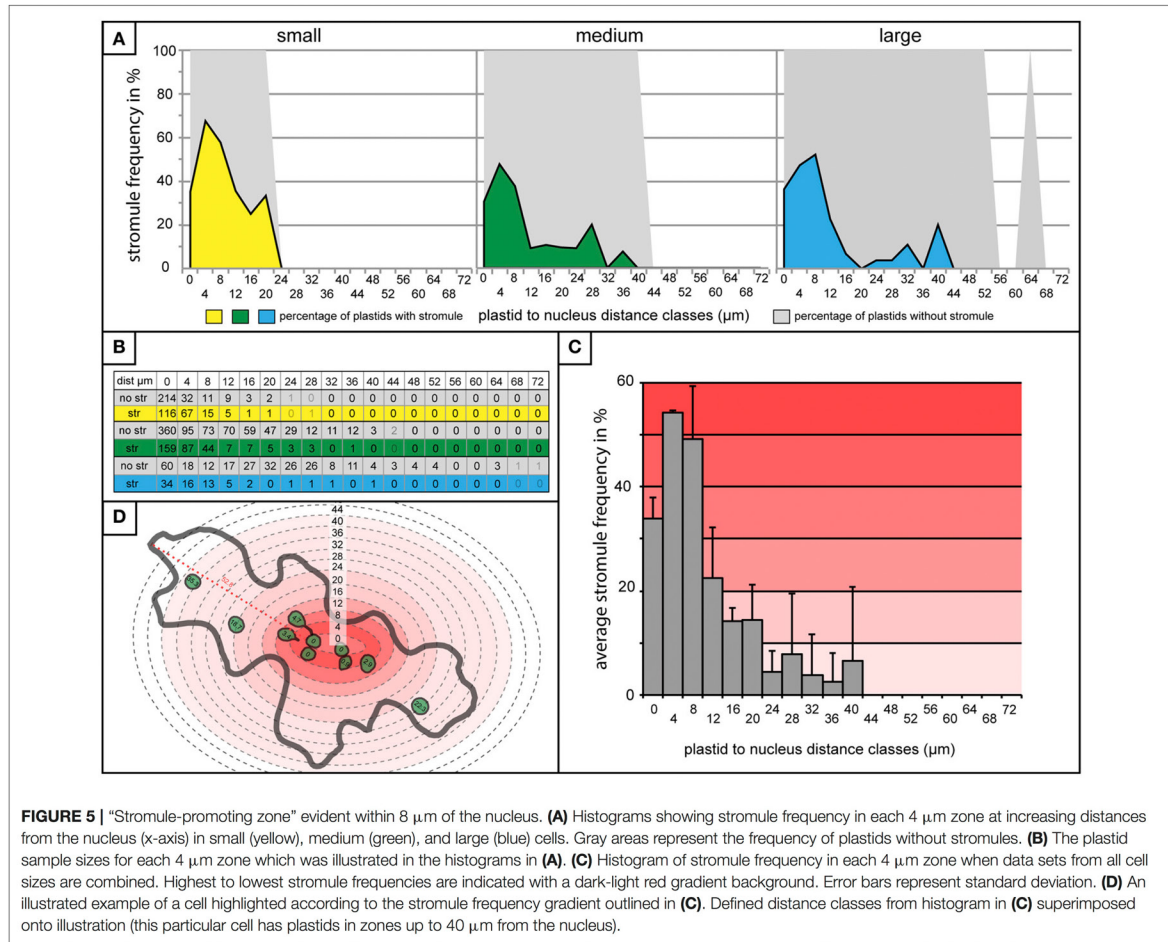 A
small medium large
stromule frequency in %
100
80
60
40
20
0
0 8 16 24 32 40 48 56 64 72 0 8 16 24 32 40 48 56 64 72 0 8 16 24 32 40 48 56 64 72
4 12 20 28 36 44 52 60 68 4 12 20 28 36 44 52 60 68 4 12 20 28 36 44 52 60 68
percentage of plastids with stromule plastid to nucleus distance classes (μm) percentage of plastids without stromule
B
dist μm 0 4 8 12 16 20 24 28 32 36 40 44 48 52 56 60 64 68 72
no str 214 32 11 9 3 2 1 0 0 0 0 0 0 0 0 0 0 0 0
str 116 67 15 5 1 1 0 1 0 0 0 0 0 0 0 0 0 0 0
no str 360 95 73 70 59 47 29 12 11 12 3 2 0 0 0 0 0 0 0
str 159 87 44 7 7 5 3 3 0 1 0 0 0 0 0 0 0 0 0
no str 60 18 12 17 27 32 26 26 8 11 4 3 4 4 0 0 3 1 1
str 34 16 13 5 2 0 1 1 1 0 1 0 0 0 0 0 0 0 0
C
average stromule frequency in %
60
40
20
0
0 8 12 20 28 36 40 48 56 64 72
4 16 24 32 44 52 60 68
plastid to nucleus distance classes (μm)
D
44
40
36
32
28
24
20
16
12
8
4
0
0
0
0
FIGURE 5 | “Stromule-promoting zone” evident within 8 μm of the nucleus. (A) Histograms showing stromule frequency in each 4 μm zone at increasing distances
from the nucleus (x-axis) in small (yellow), medium (green), and large (blue) cells. Gray areas represent the frequency of plastids without stromules. (B) The plastid
sample sizes for each 4 μm zone which was illustrated in the histograms in (A). (C) Histogram of stromule frequency in each 4 μm zone when data sets from all cell
sizes are combined. Highest to lowest stromule frequencies are indicated with a dark-light red gradient background. Error bars represent standard deviation. (D) An
illustrated example of a cell highlighted according to the stromule frequency gradient outlined in (C). Defined distance classes from histogram in (C) superimposed
onto illustration (this particular cell has plastids in zones up to 40 μm from the nucleus).